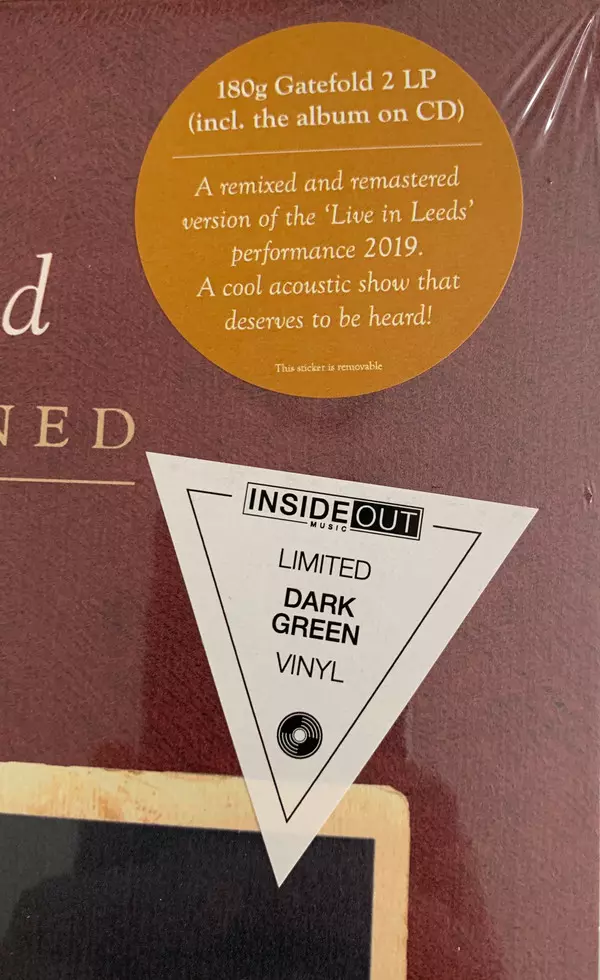 180g Gatefold 2 LP
(incl. the album on CD)
A remixed and remastered
version of the ‘Live in Leeds’
performance 2019.
A cool acoustic show that
deserves to be heard!
This sticker is removable
d
NED
INSIDEOUT
MUSIC
LIMITED
DARK
GREEN
VINYL